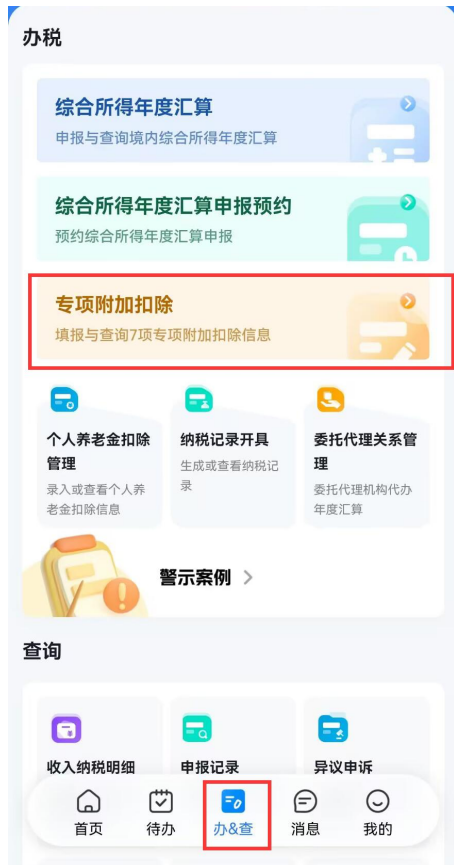 办税
综合所得年度汇算
申报与查询境内综合所得年度汇算
综合所得年度汇算申报预约
预约综合所得年度汇算申报
专项附加扣除
填报与查询7项专项附加扣除信息
个人养老金扣除
管理
录入或查看个人养
老金扣除信息
纳税记录开具
生成或查看纳税记
录
委托代理关系管
理
委托代理机构代办
年度汇算
警示案例
查询
收入纳税明细
申报记录
异议申诉
首页
待办
办&查
消息
我的